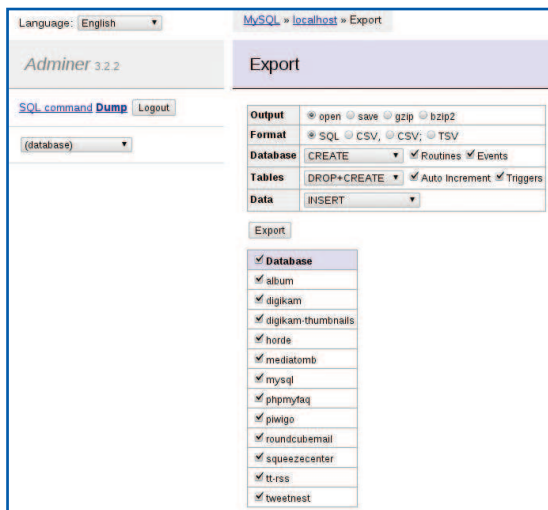 Language: English
MySQL » localhost » Export
Adminer 3.2.2
Export
SQL command Dump Logout
(database)
Output open save gzip bzip2
Format SQL CSV, CSV; TSV
Database CREATE Routines Events
Tables DROP+CREATE Auto Increment Triggers
Data INSERT
Export
Database
album
digikam
digikam-thumbnails
horde
mediatomb
mysql
phpmyfaq
piwigo
roundcubemail
squeezecenter
tt-rss
tweetnest